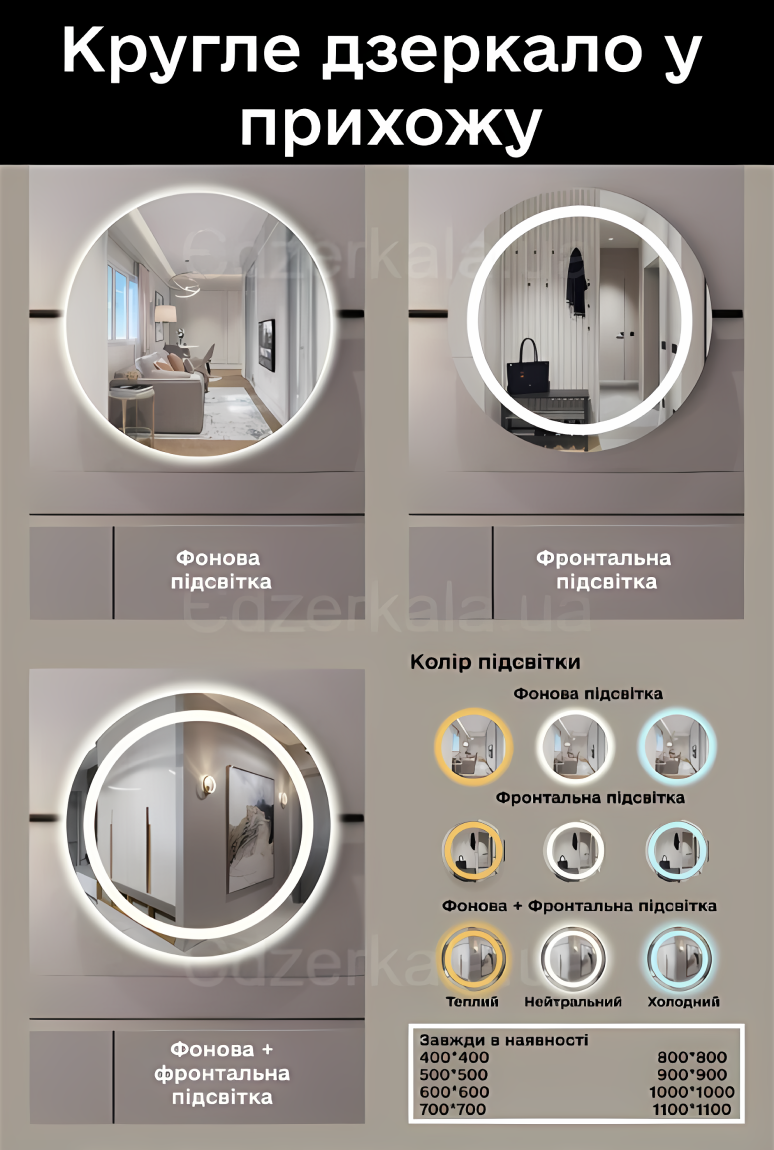 Кругле дзеркало у
прихожу
Edzerkala.ua
Фонова
підсвітка
Фронтальна
підсвітка
Edzerkala.ua
Колір підсвітки
Фонова підсвітка
Фронтальна підсвітка
Фонова + Фронтальна підсвітка
Edzerkala.ua
Теплий Нейтральний Холодний
Фонова +
фронтальна
підсвітка
Завжди в наявності
400*400 800*800
500*500 900*900
600*600 1000*1000
700*700 1100*1100